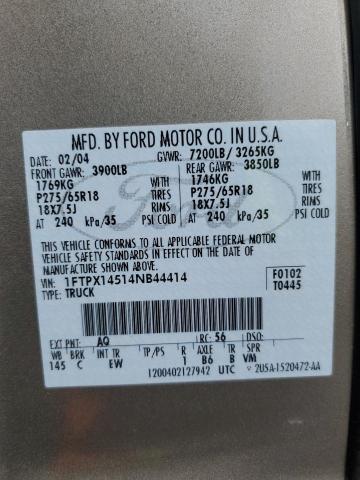 MFD. BY FORD MOTOR CO. IN U.S.A.
DATE: 02/04 GVWR: 7200LB/ 3265KG
FRONT GAWR: 3900LB REAR GAWR: 3850LB
1769KG WITH 1746KG WITH
P275/65R18 TIRES P275/65R18 TIRES
18X7.5J RIMS 18X7.5J RIMS
AT 240 kPa/35 PSI COLD AT 240 kPa/35 PSI COLD
Ford
THIS VEHICLE CONFORMS TO ALL APPLICABLE FEDERAL MOTOR
VEHICLE SAFETY STANDARDS IN EFFECT ON THE DATE OF
MANUFACTURE SHOWN ABOVE.
VIN: 1FTPX14514NB44414 F0102
TYPE: TRUCK T0445
EXT PNT: AQ RC: 56 DSO:
WB BRK INT TR TP/PS R AXLE TR SPR
145 C EW 1 B6 B VM
1200402127942 UTC 2USA-1520472-AA